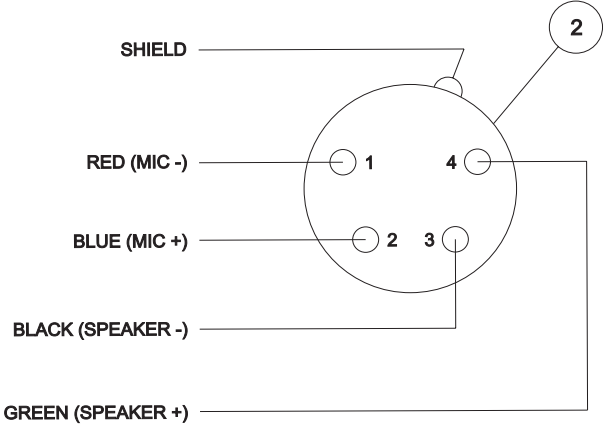 2
SHIELD
RED (MIC -)
1
4
BLUE (MIC +)
2
3
BLACK (SPEAKER -)
GREEN (SPEAKER +)